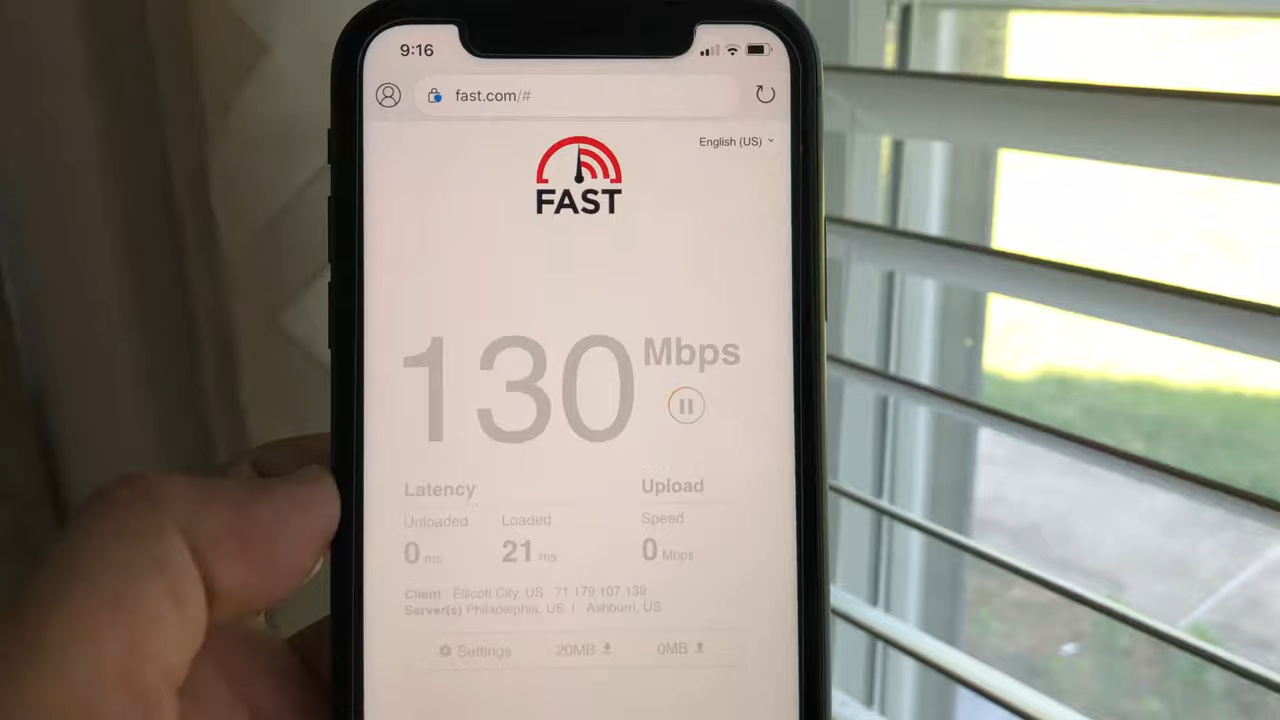 9:16
fast.com/#
English (US)
FAST
130 Mbps
Latency Upload
Unloaded Loaded Speed
0 ms 21 ms 0 Mbps
Client Ellicott City, US 71.179.107.139
Server(s) Philadelphia, US | Ashburn, US
Settings 20MB 0MB